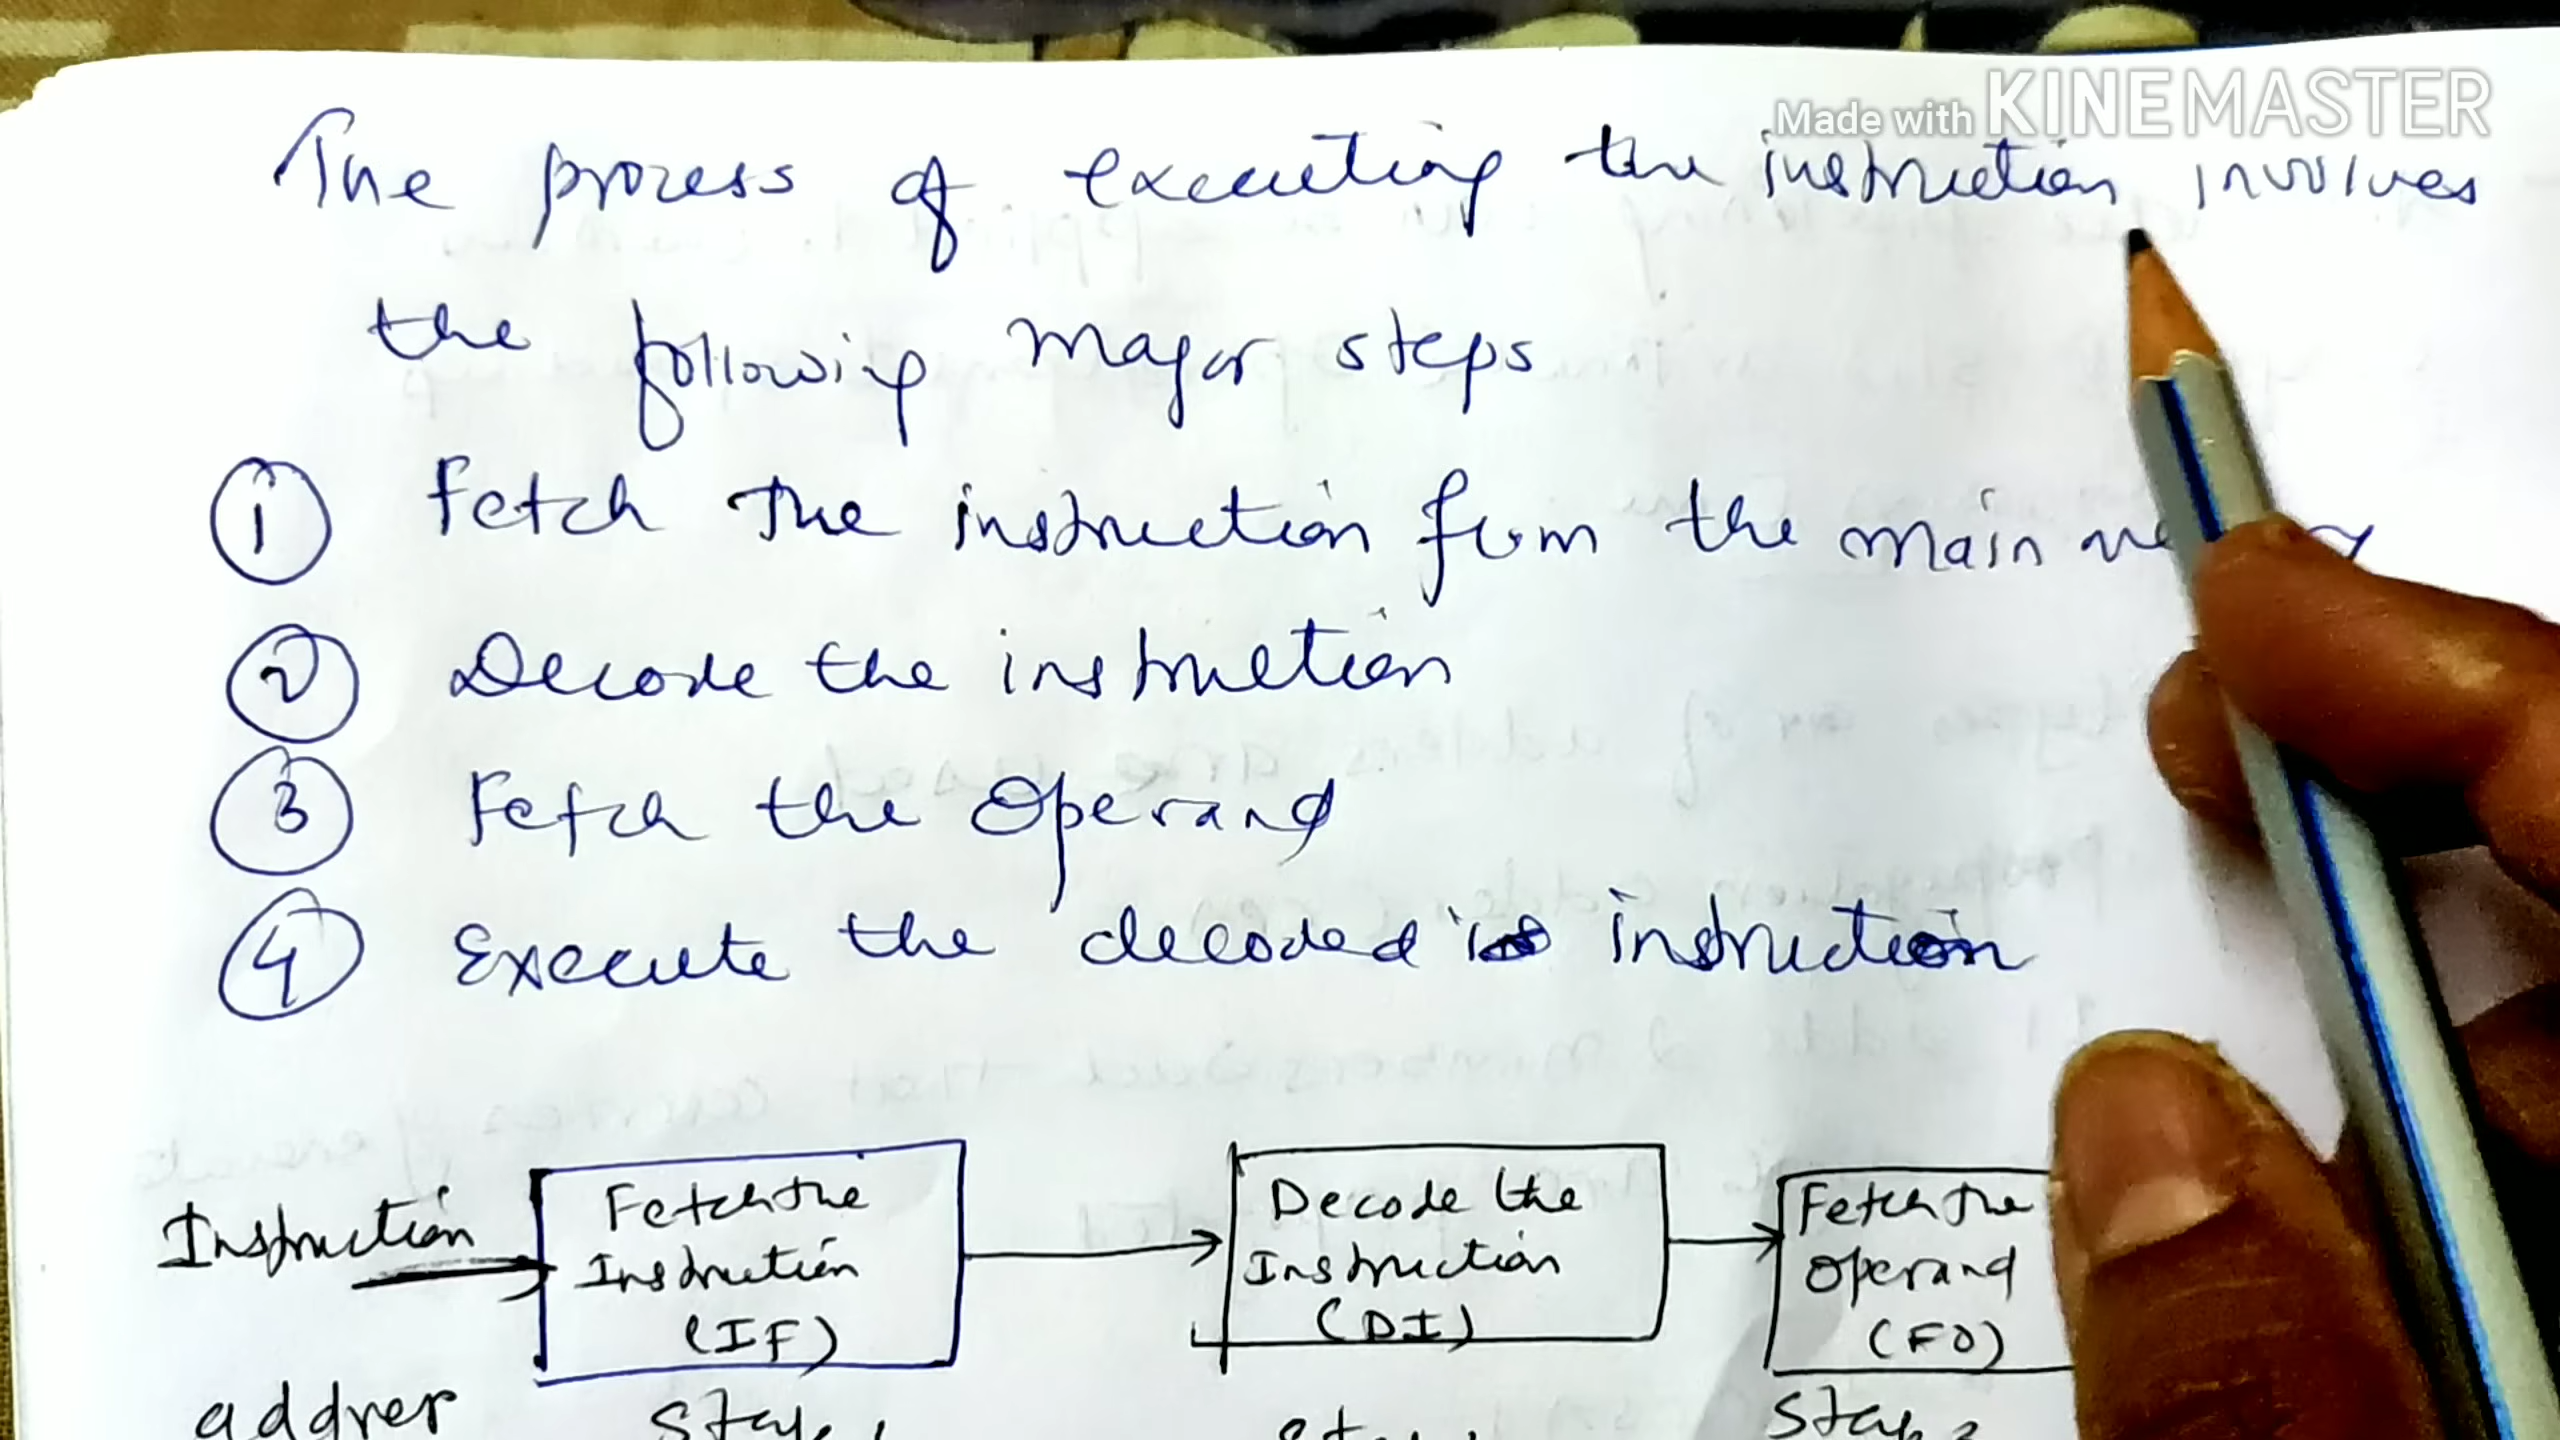 Made with KINEMASTER
The process of executing the instruction involves
the following major steps
1 Fetch the instruction from the main
2 Decode the instruction
3 Fetch the Operand
4 Execute the decoded instruction
Instruction Fetch the Decode the Fetch the
Instruction Instruction Operand
(IF) (DI) (FO)